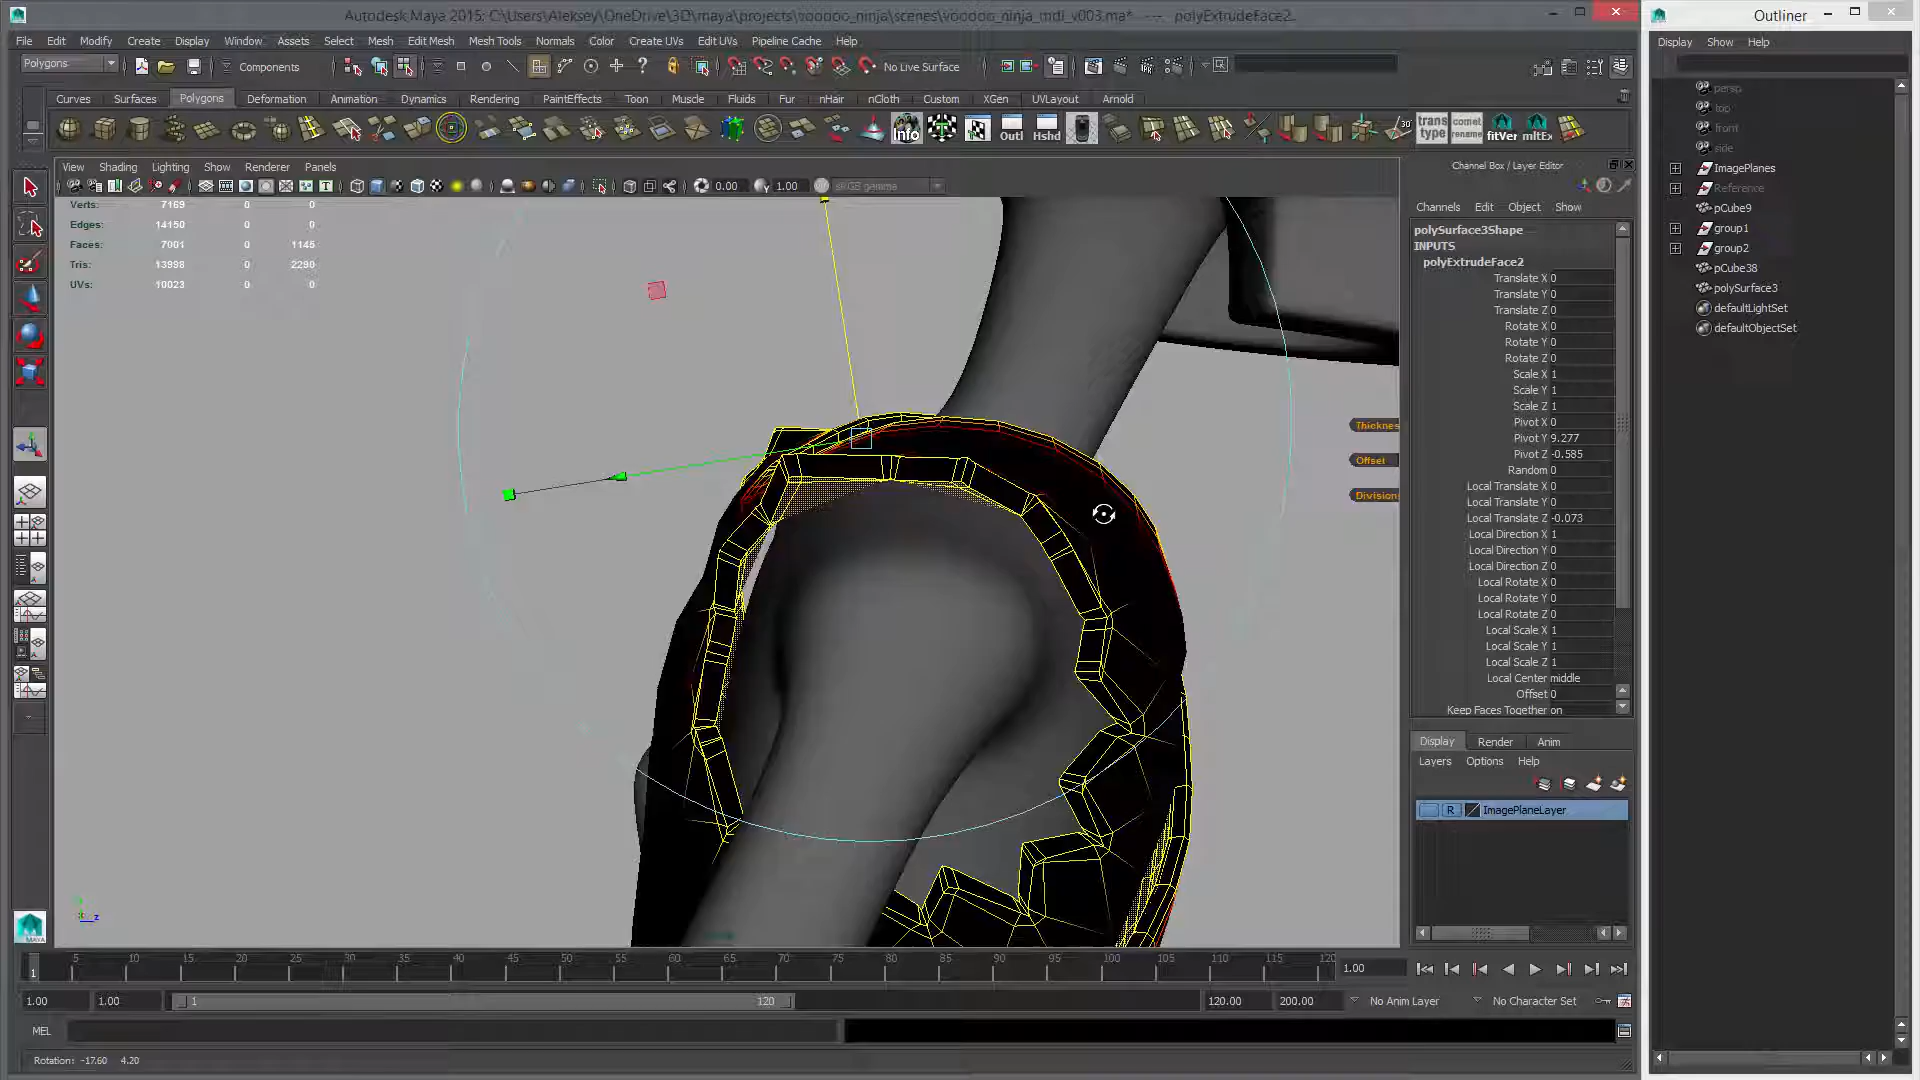 Autodesk Maya 2015: C:\Users\Aleksey\OneDrive\3D\maya\projects\vooooo_ninja\scenes\vooooo_ninja_mdl_v003.ma* --- polyExtrudeFace2..
Outliner
File Edit Modify Create Display Window Assets Select Mesh Edit Mesh Mesh Tools Normals Color Create UVs Edit UVs Pipeline Cache Help
Display Show Help
Polygons
Components
No Live Surface
Curves Surfaces Polygons Deformation Animation Dynamics Rendering PaintEffects Toon Muscle Fluids Fur nHair nCloth Custom XGen UVLayout Arnold
Info Outl Hshd 30 trans type comet rename fitVer mltEx
View Shading Lighting Show Renderer Panels
0.00 1.00 sRGB gamma
Verts: 7169 0 0
Edges: 14150 0 0
Faces: 7001 0 1145
Tris: 13998 0 2290
UVs: 10023 0 0
Thicknes
Offset
Division
z
Channel Box / Layer Editor
Channels Edit Object Show
polySurface3Shape
INPUTS
polyExtrudeFace2
Translate X 0
Translate Y 0
Translate Z 0
Rotate X 0
Rotate Y 0
Rotate Z 0
Scale X 1
Scale Y 1
Scale Z 1
Pivot X 0
Pivot Y 9.277
Pivot Z -0.585
Random 0
Local Translate X 0
Local Translate Y 0
Local Translate Z -0.073
Local Direction X 1
Local Direction Y 0
Local Direction Z 0
Local Rotate X 0
Local Rotate Y 0
Local Rotate Z 0
Local Scale X 1
Local Scale Y 1
Local Scale Z 1
Local Center middle
Offset 0
Keep Faces Together on
Display Render Anim
Layers Options Help
R ImagePlaneLayer
persp
top
front
side
ImagePlanes
Reference
pCube9
group1
group2
pCube38
polySurface3
defaultLightSet
defaultObjectSet
MAYA
1 5 10 15 20 25 30 35 40 45 50 55 60 65 70 75 80 85 90 95 100 105 110 115 120
1.00
1.00 1.00 1 120 120.00 200.00 No Anim Layer No Character Set
MEL
Rotation: -17.60 4.20